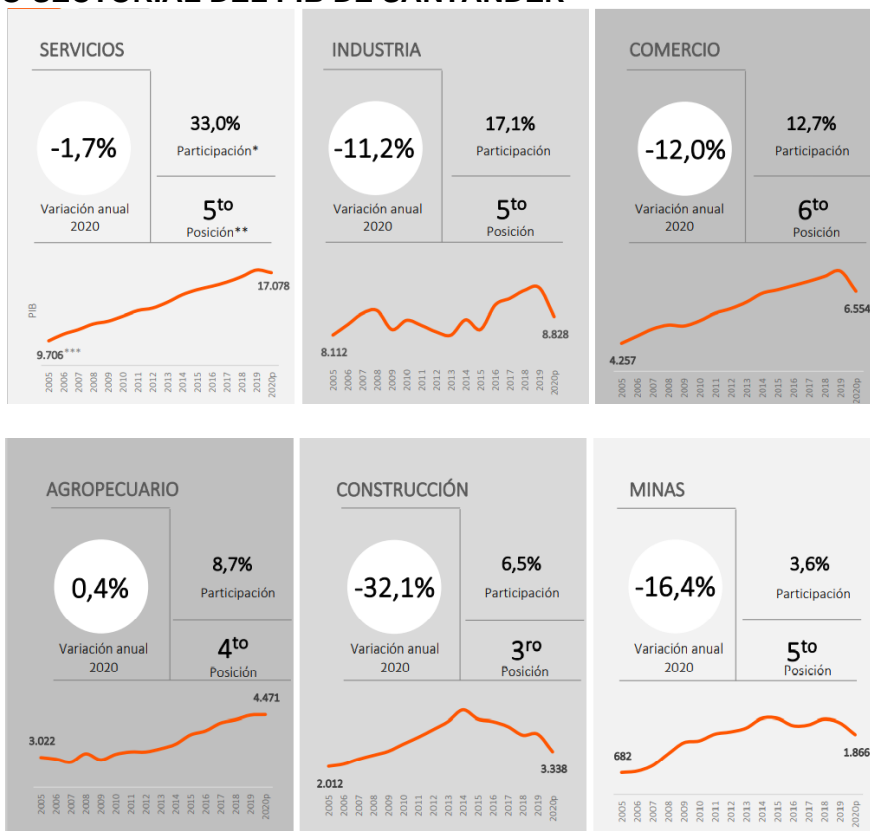 O SECTORIAL DEL PIB DE SANTANDER
SERVICIOS
-1,7%
Variación anual
2020
33,0%
Participación*
5to
Posición**
PIB
9.706***
17.078
2005 2006 2007 2008 2009 2010 2011 2012 2013 2014 2015 2016 2017 2018 2019 2020p
INDUSTRIA
-11,2%
Variación anual
2020
17,1%
Participación
5to
Posición
8.112
8.828
2005 2006 2007 2008 2009 2010 2011 2012 2013 2014 2015 2016 2017 2018 2019 2020p
COMERCIO
-12,0%
Variación anual
2020
12,7%
Participación
6to
Posición
4.257
6.554
2005 2006 2007 2008 2009 2010 2011 2012 2013 2014 2015 2016 2017 2018 2019 2020p
AGROPECUARIO
0,4%
Variación anual
2020
8,7%
Participación
4to
Posición
3.022
4.471
2005 2006 2007 2008 2009 2010 2011 2012 2013 2014 2015 2016 2017 2018 2019 2020p
CONSTRUCCIÓN
-32,1%
Variación anual
2020
6,5%
Participación
3ro
Posición
2.012
3.338
2005 2006 2007 2008 2009 2010 2011 2012 2013 2014 2015 2016 2017 2018 2019 2020p
MINAS
-16,4%
Variación anual
2020
3,6%
Participación
5to
Posición
682
1.866
2005 2006 2007 2008 2009 2010 2011 2012 2013 2014 2015 2016 2017 2018 2019 2020p